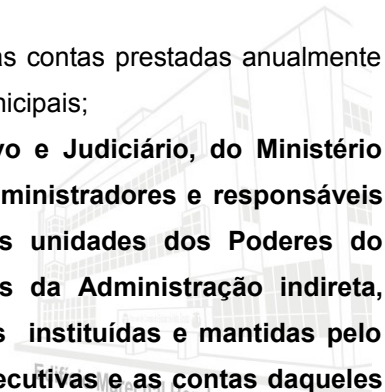 as contas prestadas anualmente
nicipais;
vo e Judiciário, do Ministério
dministradores e responsáveis
s unidades dos Poderes do
s da Administração indireta,
s instituídas e mantidas pelo
ecutivas e as contas daqueles